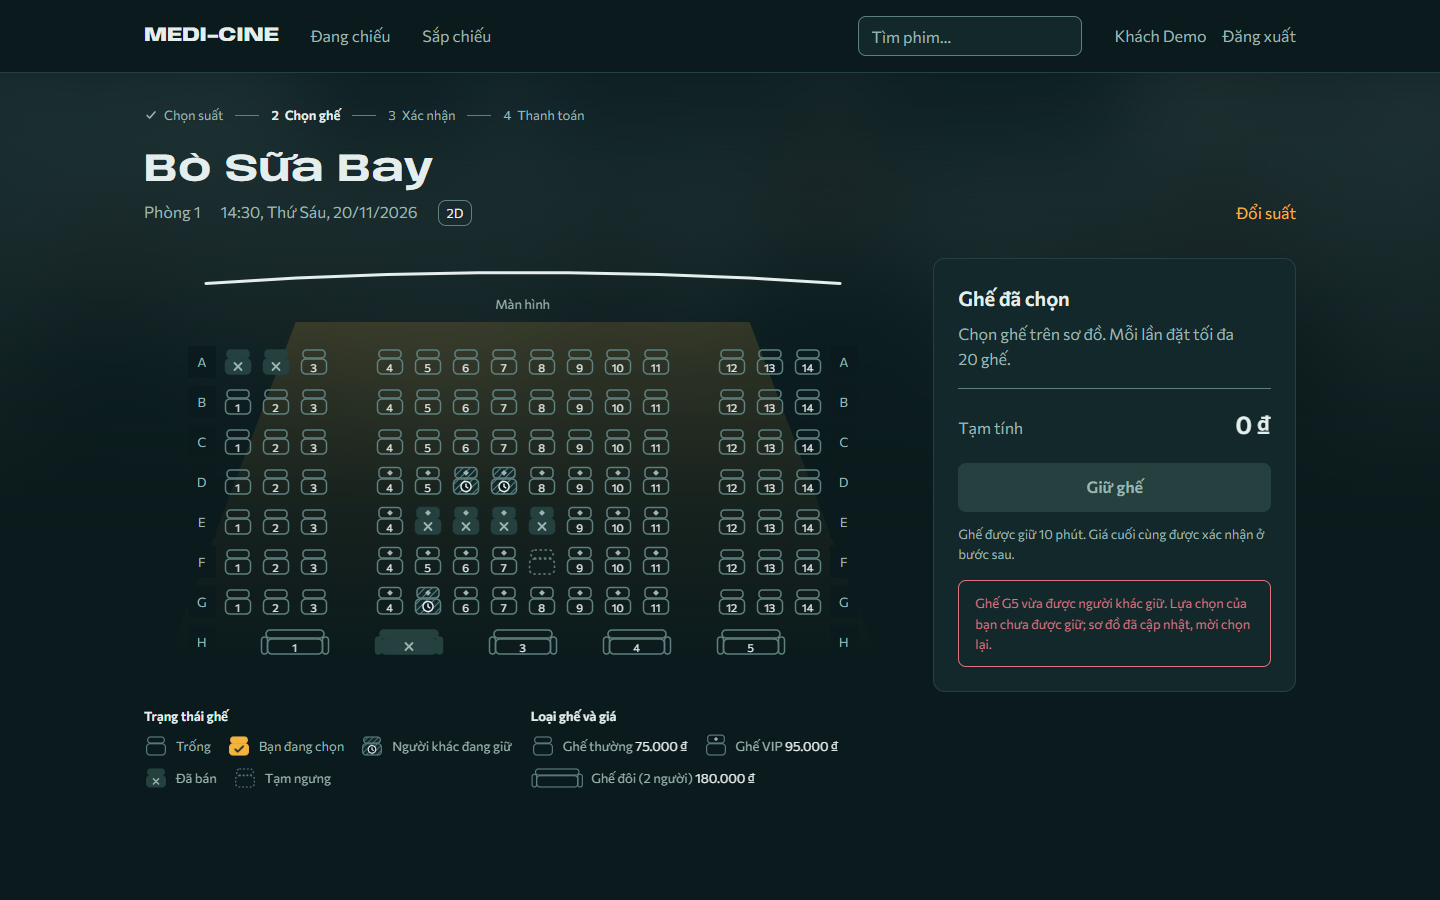 MEDI-CINE Đang chiếu Sắp chiếu Tìm phim... Khách Demo Đăng xuất
Chọn suất 2 Chọn ghế 3 Xác nhận 4 Thanh toán
Bò Sữa Bay
Phòng 1 14:30, Thứ Sáu, 20/11/2026 2D Đổi suất
Màn hình
A 3 4 5 6 7 8 9 10 11 12 13 14 A
B 1 2 3 4 5 6 7 8 9 10 11 12 13 14 B
C 1 2 3 4 5 6 7 8 9 10 11 12 13 14 C
D 1 2 3 4 5 8 9 10 11 12 13 14 D
E 1 2 3 4 9 10 11 12 13 14 E
F 1 2 3 4 5 6 7 9 10 11 12 13 14 F
G 1 2 3 4 6 7 8 9 10 11 12 13 14 G
H 1 3 4 5 H
Trạng thái ghế
Trống Bạn đang chọn Người khác đang giữ
Đã bán Tạm ngưng
Loại ghế và giá
Ghế thường 75.000 ₫ Ghế VIP 95.000 ₫
Ghế đôi (2 người) 180.000 ₫
Ghế đã chọn
Chọn ghế trên sơ đồ. Mỗi lần đặt tối đa
20 ghế.
Tạm tính 0 ₫
Giữ ghế
Ghế được giữ 10 phút. Giá cuối cùng được xác nhận ở
bước sau.
Ghế G5 vừa được người khác giữ. Lựa chọn của
bạn chưa được giữ; sơ đồ đã cập nhật, mời chọn
lại.